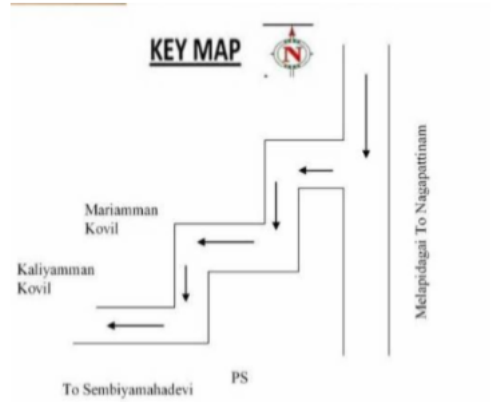 KEY MAP
N
Mariamman
Kovil
Kaliyamman
Kovil
Melapidagai To Nagapattinam
PS
To Sembiyamahadevi